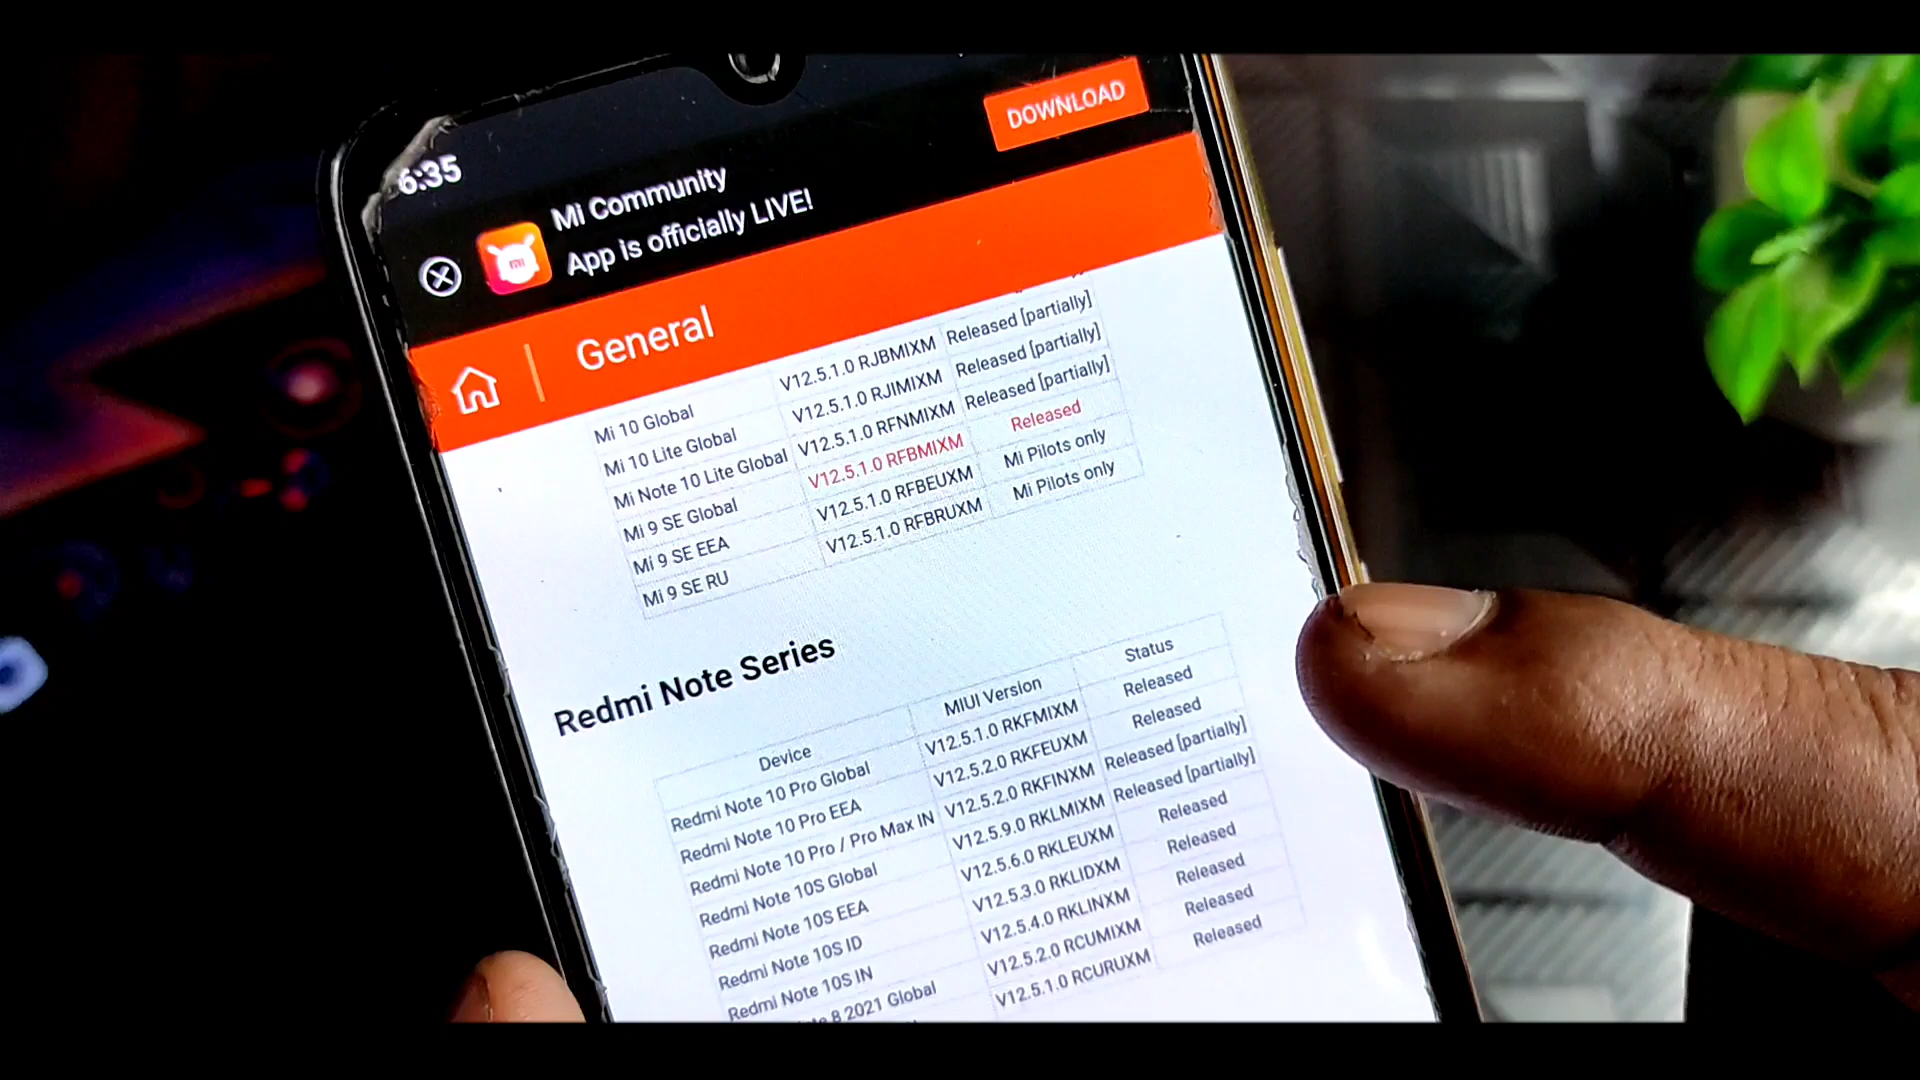 6:35
Mi Community
App is officially LIVE!
DOWNLOAD
General
Mi 10 Global V12.5.1.0 RJBMIXM Released [partially]
Mi 10 Lite Global V12.5.1.0 RJIMIXM Released [partially]
Mi Note 10 Lite Global V12.5.1.0 RFNMIXM Released [partially]
Mi 9 SE Global V12.5.1.0 RFBMIXM Released
Mi 9 SE EEA V12.5.1.0 RFBEUXM Mi Pilots only
Mi 9 SE RU V12.5.1.0 RFBRUXM Mi Pilots only
Redmi Note Series
Device MIUI Version Status
Redmi Note 10 Pro Global V12.5.1.0 RKFMIXM Released
Redmi Note 10 Pro EEA V12.5.2.0 RKFEUXM Released
Redmi Note 10 Pro / Pro Max IN V12.5.2.0 RKFINXM Released [partially]
Redmi Note 10S Global V12.5.9.0 RKLMIXM Released [partially]
Redmi Note 10S EEA V12.5.6.0 RKLEUXM Released
Redmi Note 10S ID V12.5.3.0 RKLIDXM Released
Redmi Note 10S IN V12.5.4.0 RKLINXM Released
8 2021 Global V12.5.2.0 RCUMIXM Released
V12.5.1.0 RCURUXM Released